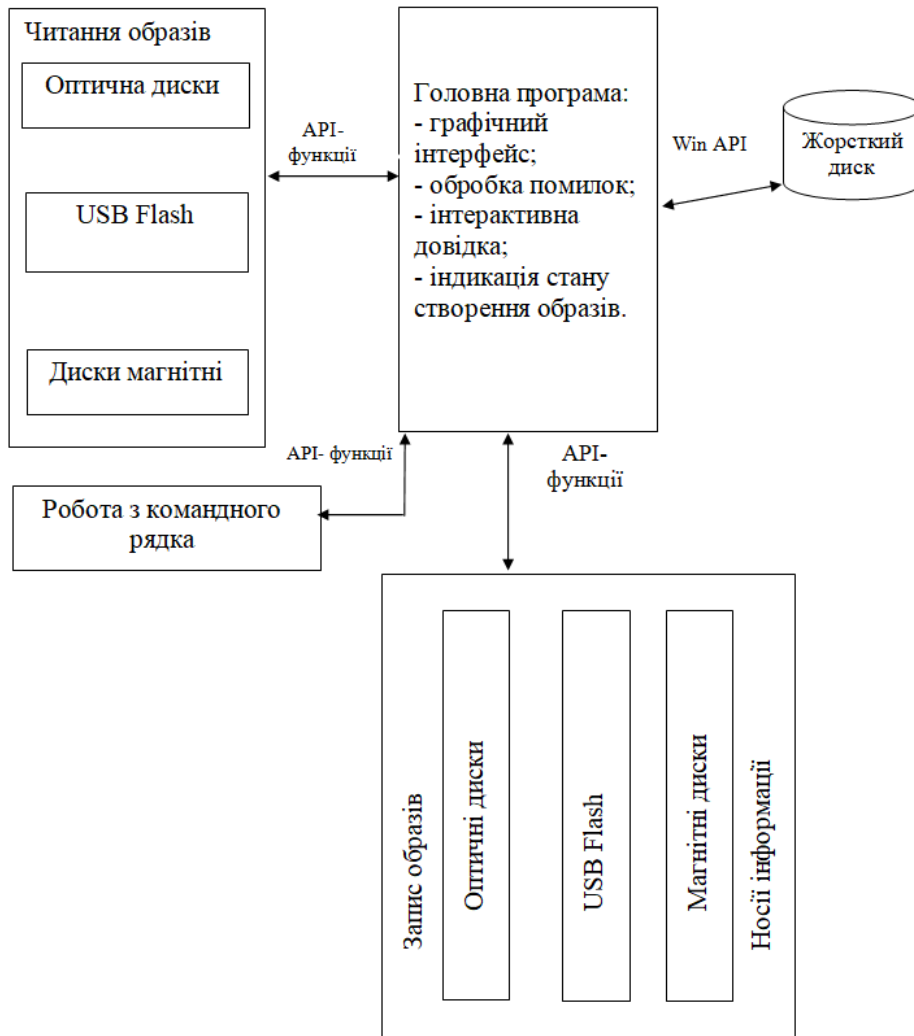 Читання образів
Оптична диски
USB Flash
Диски магнітні
API-
функції
Головна програма:
- графічний
інтерфейс;
- обробка помилок;
- інтерактивна
довідка;
- індикація стану
створення образів.
Win API
Жорсткий
диск
API- функції
Робота з командного
рядка
API-
функції
Запис образів
Оптичні диски
USB Flash
Магнітні диски
Носії інформації